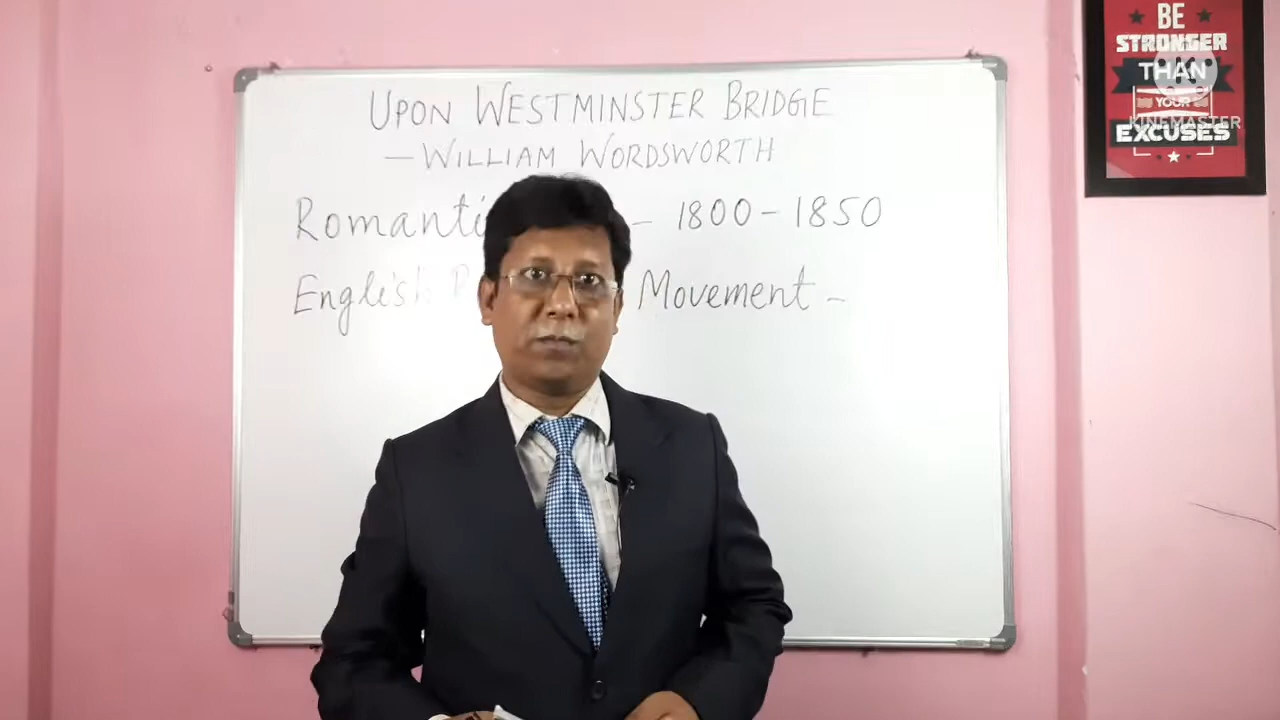 UPON WESTMINSTER BRIDGE
— WILLIAM WORDSWORTH
Romanti – 1800 – 1850
English Movement –
BE
STRONGER
THAN
YOUR
EXCUSES
KINEMASTER